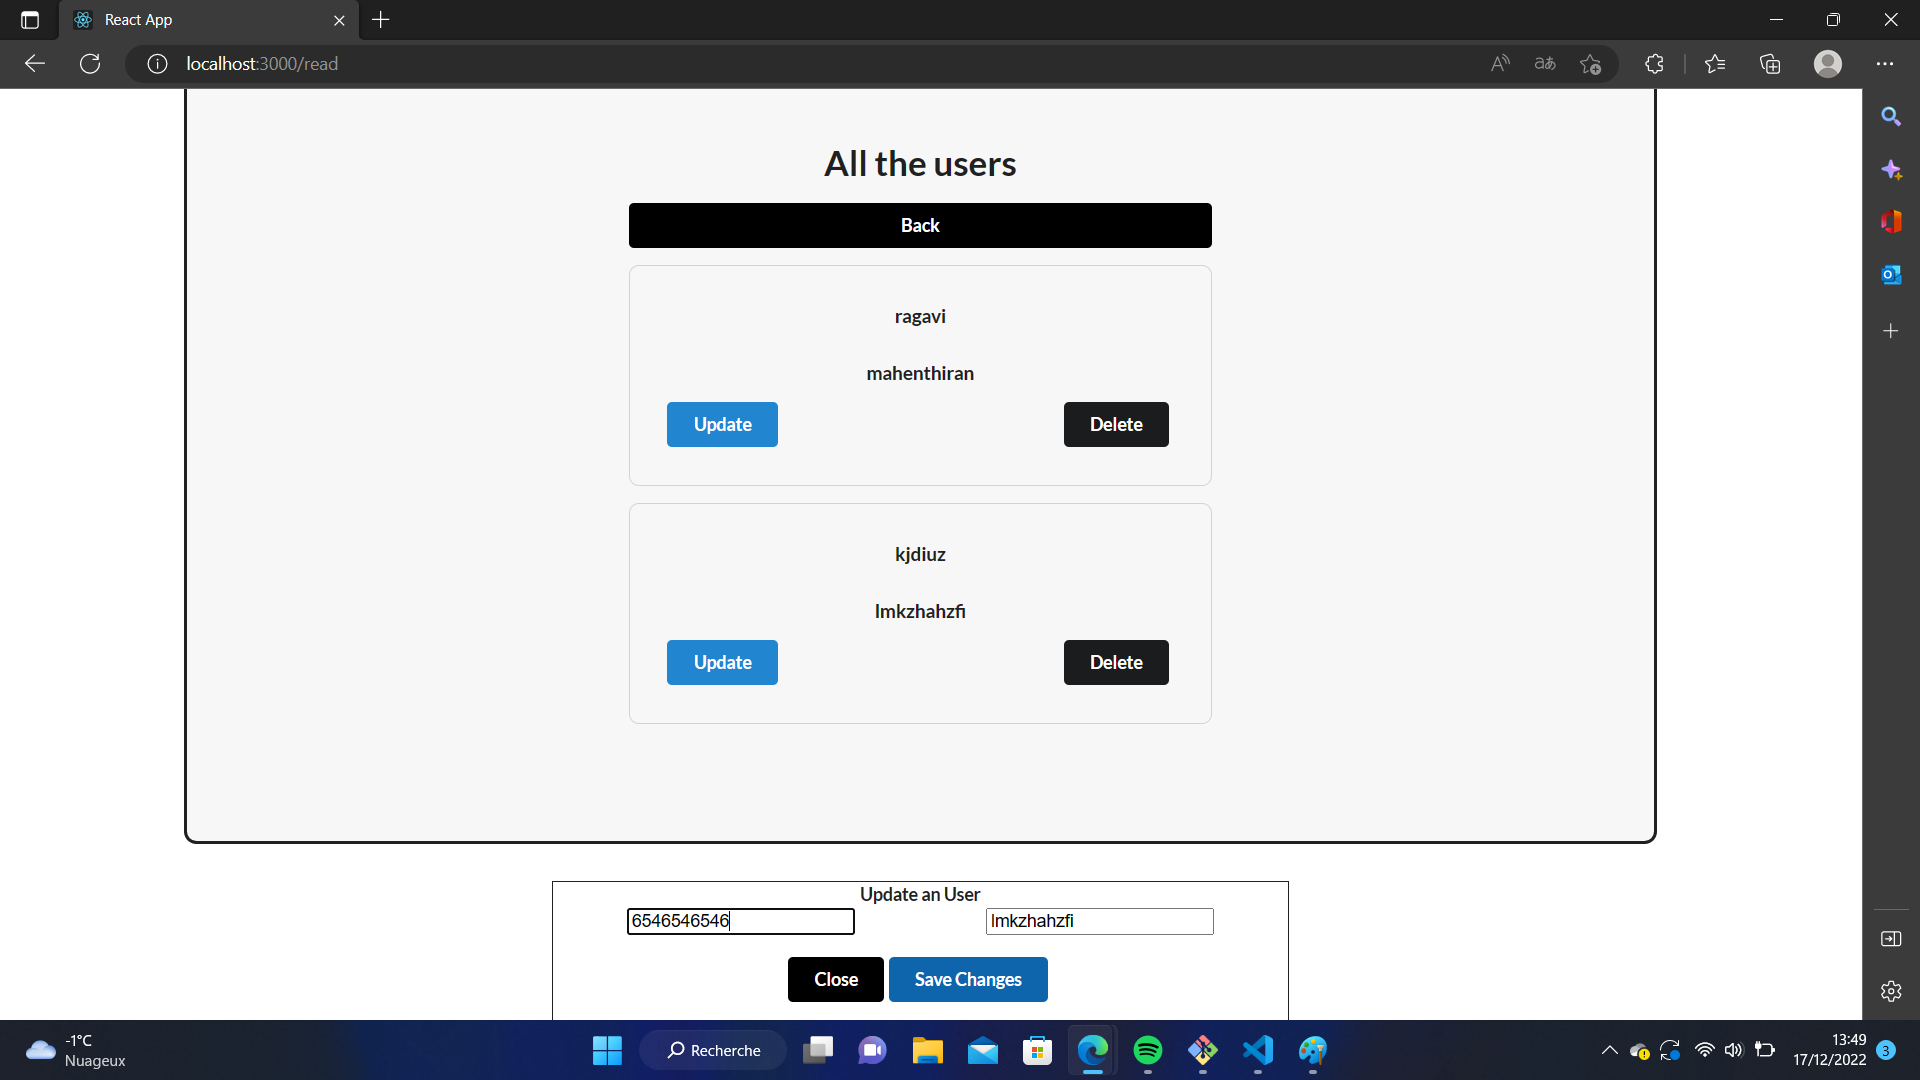 React App
localhost:3000/read
All the users
Back
ragavi
mahenthiran
Update
Delete
kjdiuz
lmkzhahzfi
Update
Delete
Update an User
6546546546
lmkzhahzfi
Close
Save Changes
-1°C
Nuageux
Recherche
13:49
17/12/2022
3